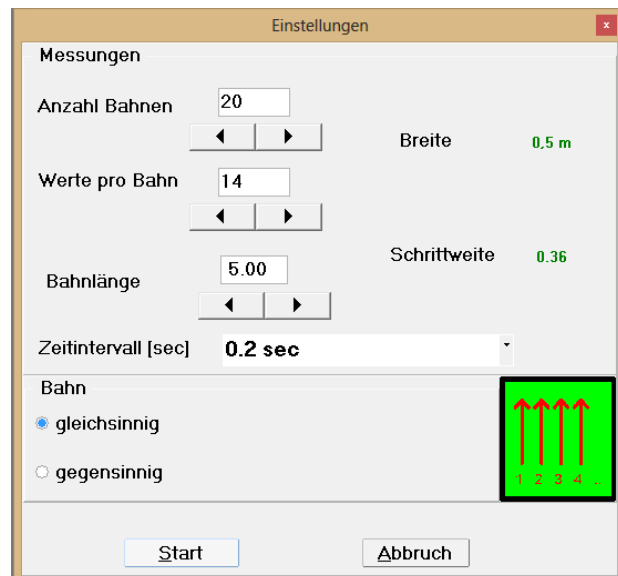 Einstellungen
x
Messungen
Anzahl Bahnen 20
Breite 0,5 m
Werte pro Bahn 14
Schrittweite 0.36
Bahnlänge 5.00
Zeitintervall [sec] 0.2 sec
Bahn
gleichsinnig
gegensinnig
1 2 3 4 ..
Start Abbruch